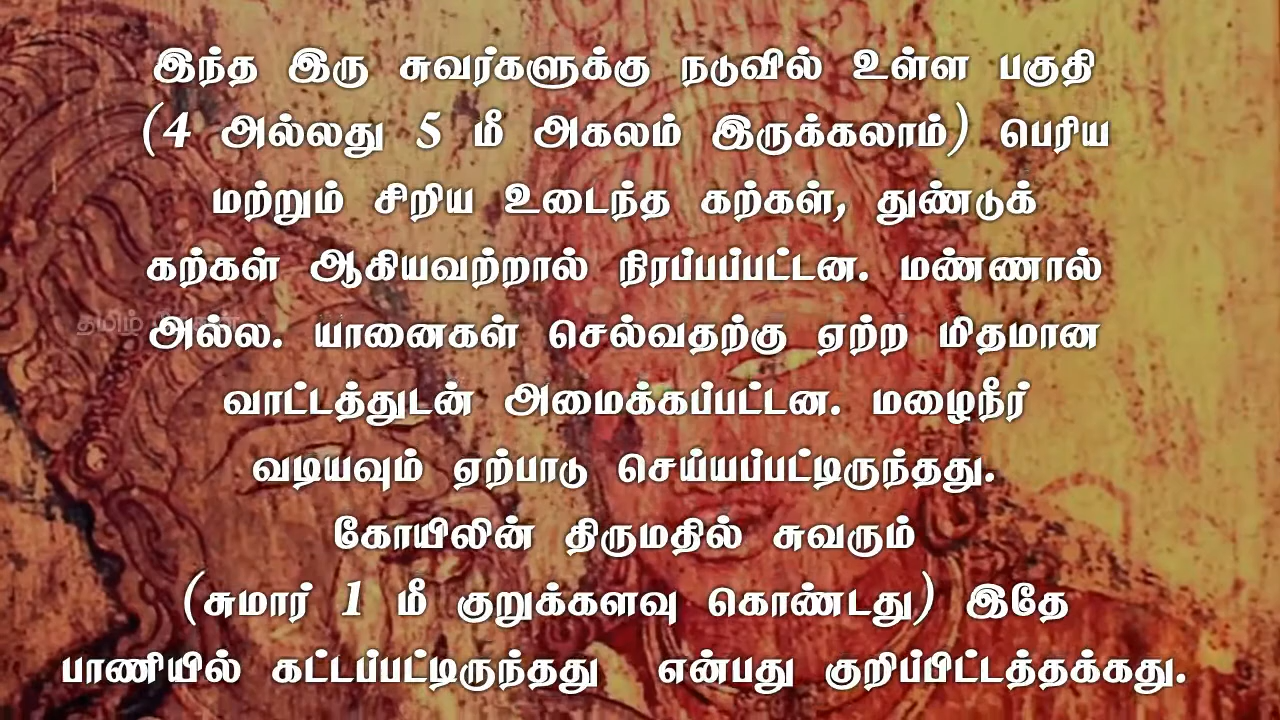 இந்த இரு சுவர்களுக்கு நடுவில் உள்ள பகுதி
(4 அல்லது 5 மீ அகலம் இருக்கலாம்) பெரிய
மற்றும் சிறிய உடைந்த கற்கள், துண்டுக்
கற்கள் ஆகியவற்றால் நிரப்பப்பட்டன. மண்ணால்
அல்ல. யானைகள் செல்வதற்கு ஏற்ற மிதமான
வாட்டத்துடன் அமைக்கப்பட்டன. மழைநீர்
வடியவும் ஏற்பாடு செய்யப்பட்டிருந்தது.
கோயிலின் திருமதில் சுவரும்
(சுமார் 1 மீ குறுக்களவு கொண்டது) இதே
பாணியில் கட்டப்பட்டிருந்தது என்பது குறிப்பிட்டத்தக்கது.
தமிழ்